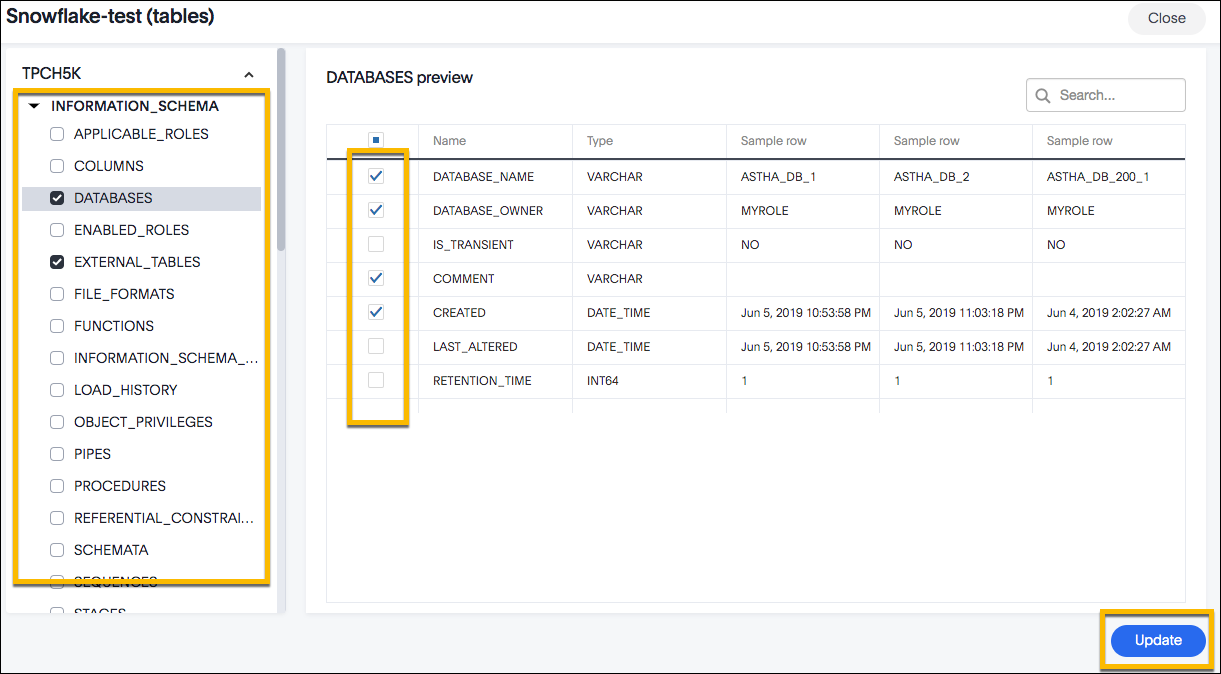 Snowflake-test (tables)
Close
TPCH5K
INFORMATION_SCHEMA
APPLICABLE_ROLES
COLUMNS
DATABASES
ENABLED_ROLES
EXTERNAL_TABLES
FILE_FORMATS
FUNCTIONS
INFORMATION_SCHEMA_...
LOAD_HISTORY
OBJECT_PRIVILEGES
PIPES
PROCEDURES
REFERENTIAL_CONSTRAI...
SCHEMATA
SEQUENCES
STAGES
DATABASES preview
Search...
Name Type Sample row Sample row Sample row
DATABASE_NAME VARCHAR ASTHA_DB_1 ASTHA_DB_2 ASTHA_DB_200_1
DATABASE_OWNER VARCHAR MYROLE MYROLE MYROLE
IS_TRANSIENT VARCHAR NO NO NO
COMMENT VARCHAR
CREATED DATE_TIME Jun 5, 2019 10:53:58 PM Jun 5, 2019 11:03:18 PM Jun 4, 2019 2:02:27 AM
LAST_ALTERED DATE_TIME Jun 5, 2019 10:53:58 PM Jun 5, 2019 11:03:18 PM Jun 4, 2019 2:02:27 AM
RETENTION_TIME INT64 1 1 1
Update